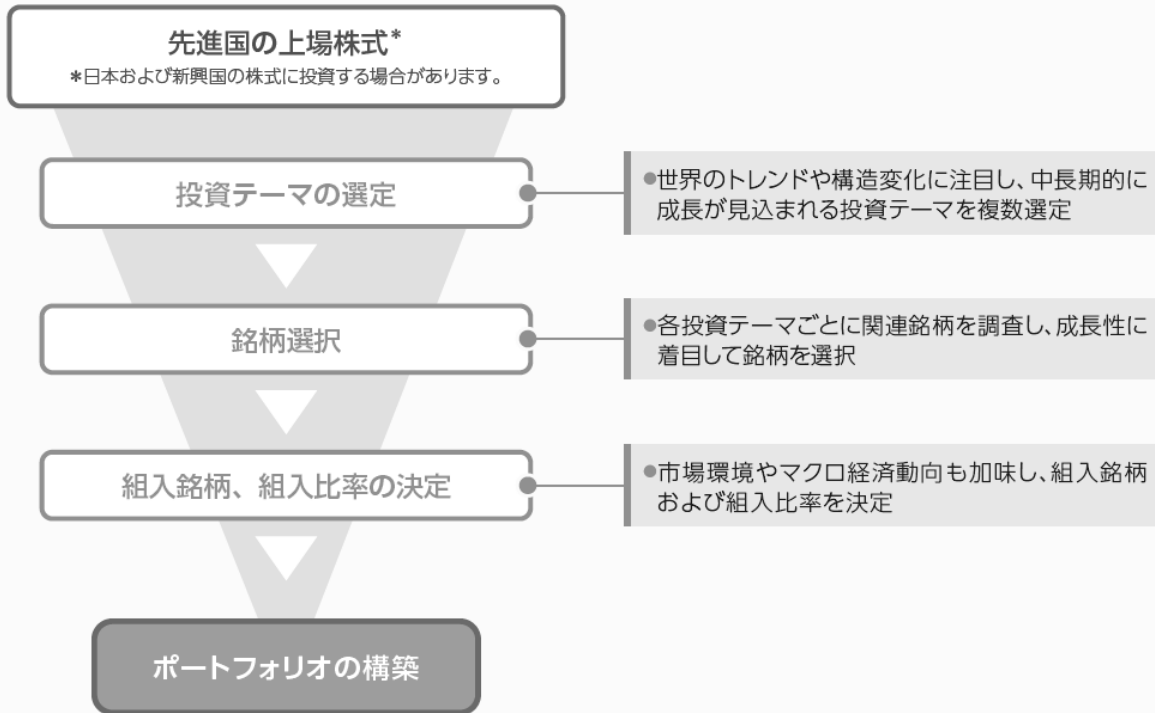 先進国の上場株式*
*日本および新興国の株式に投資する場合があります。
投資テーマの選定
●世界のトレンドや構造変化に注目し、中長期的に
成長が見込まれる投資テーマを複数選定
銘柄選択
●各投資テーマごとに関連銘柄を調査し、成長性に
着目して銘柄を選択
組入銘柄、組入比率の決定
●市場環境やマクロ経済動向も加味し、組入銘柄
および組入比率を決定
ポートフォリオの構築